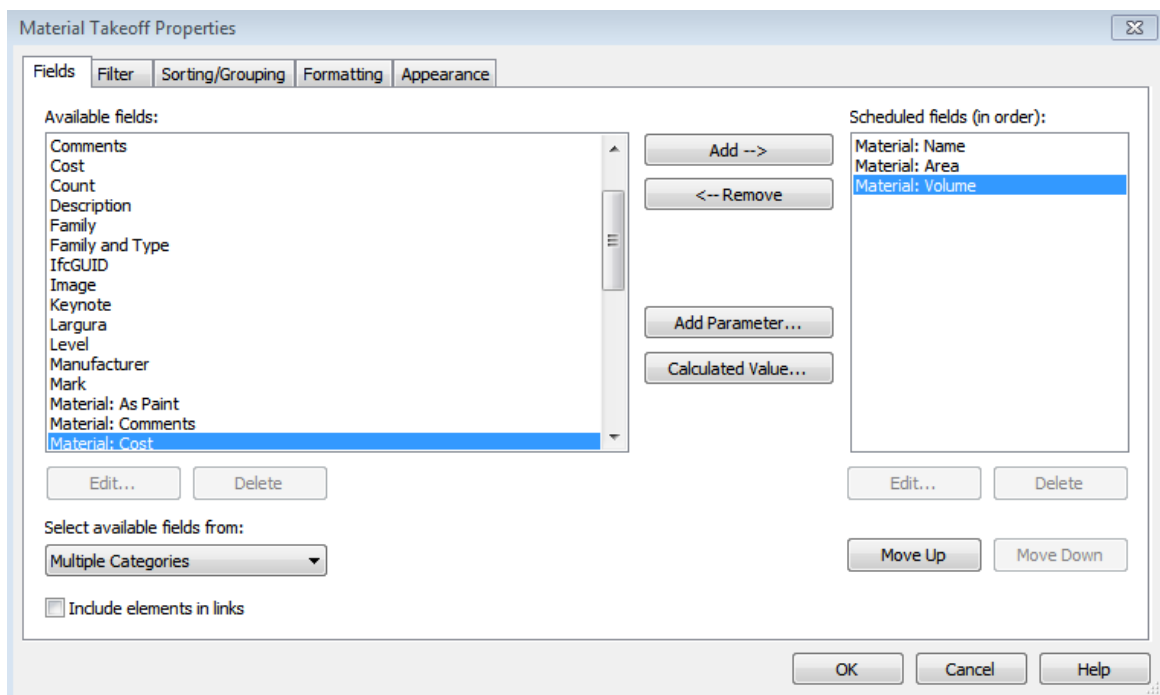 Material Takeoff Properties
Fields
Filter
Sorting/Grouping
Formatting
Appearance
Available fields:
Comments
Cost
Count
Description
Family
Family and Type
IfcGUID
Image
Keynote
Largura
Level
Manufacturer
Mark
Material: As Paint
Material: Comments
Material: Cost
Add -->
<-- Remove
Add Parameter...
Calculated Value...
Scheduled fields (in order):
Material: Name
Material: Area
Material: Volume
Edit...
Delete
Edit...
Delete
Select available fields from:
Multiple Categories
Move Up
Move Down
Include elements in links
OK
Cancel
Help